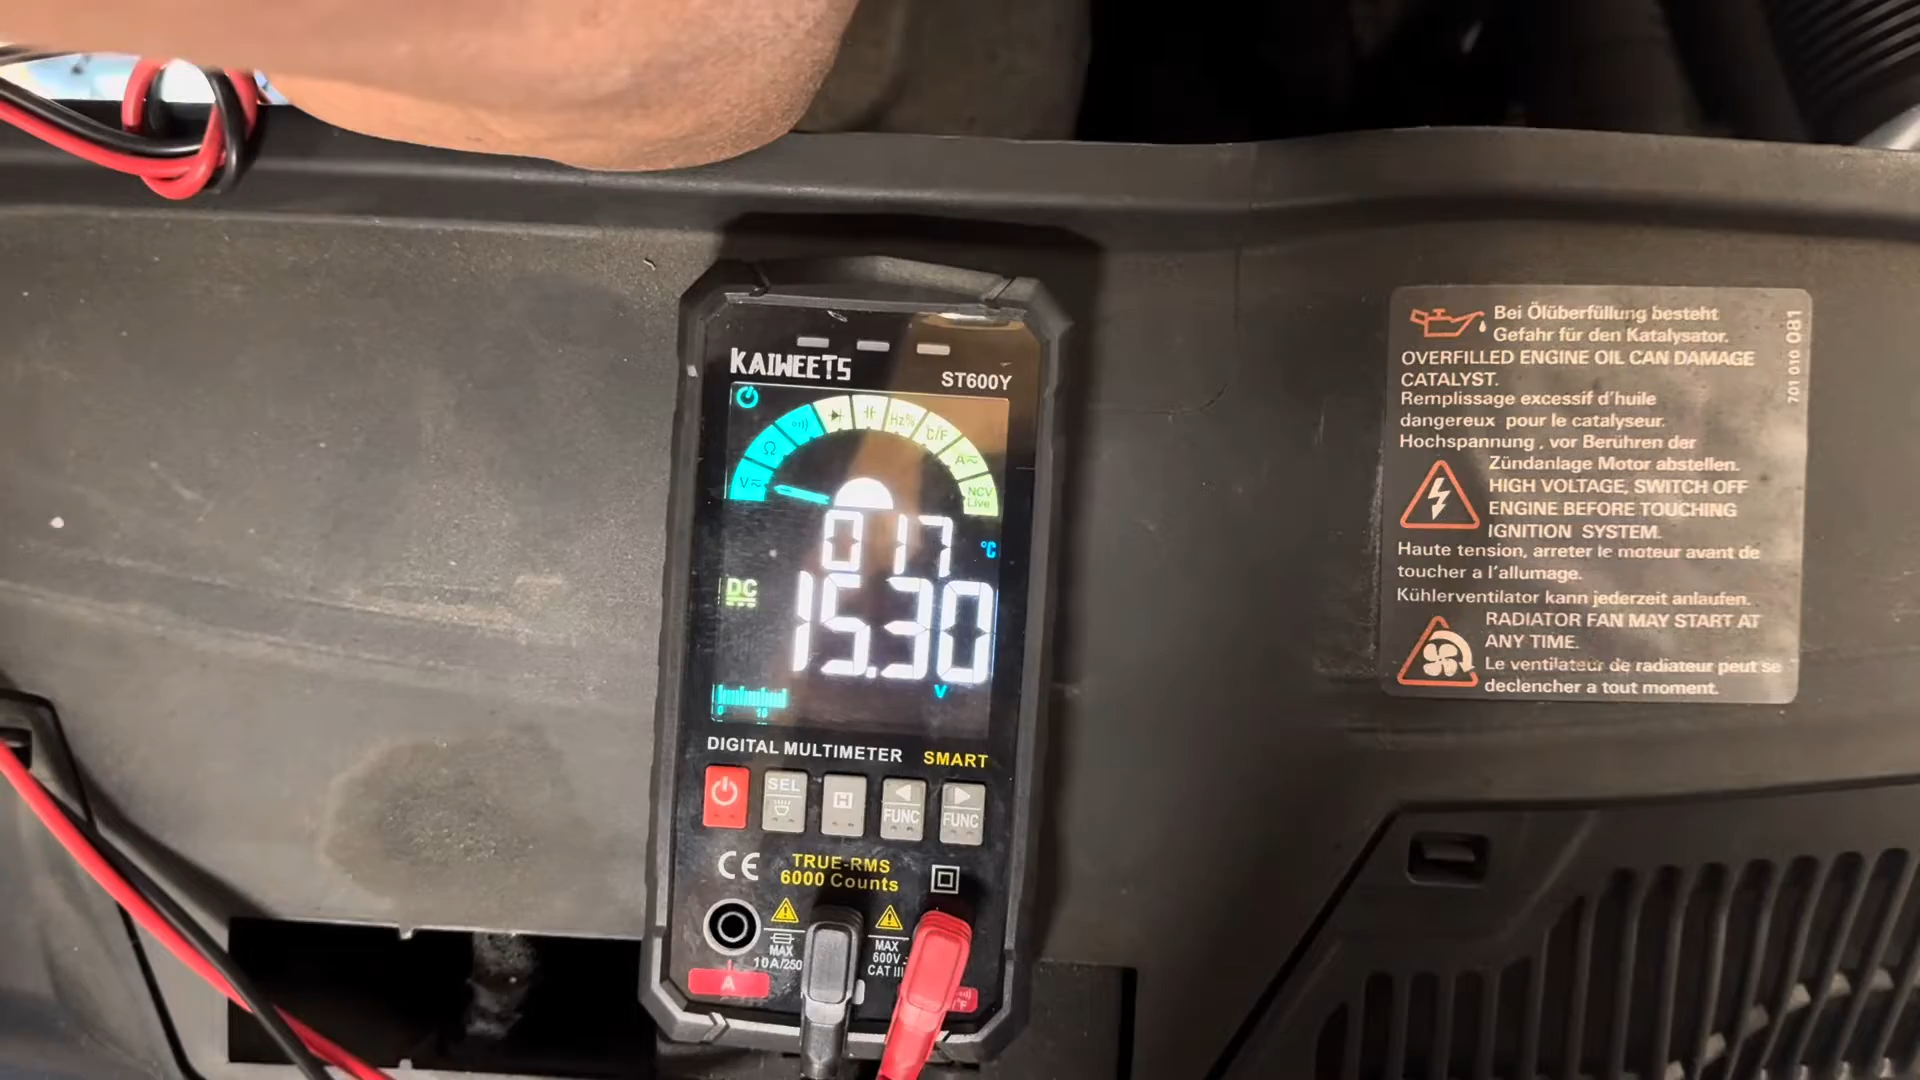 KAIWEETS
ST600Y
V Ω Hz% °C/F A NCV
Live
017 °C
DC
15.30
V
0 10
DIGITAL MULTIMETER SMART
SEL
H
FUNC
FUNC
CE
TRUE-RMS
6000 Counts
MAX
10A/250
MAX
600V
CAT III
A
Bei Ölüberfüllung besteht
Gefahr für den Katalysator.
OVERFILLED ENGINE OIL CAN DAMAGE
CATALYST.
Remplissage excessif d'huile
dangereux pour le catalyseur.
Hochspannung, vor Berühren der
Zündanlage Motor abstellen.
HIGH VOLTAGE, SWITCH OFF
ENGINE BEFORE TOUCHING
IGNITION SYSTEM.
Haute tension, arreter le moteur avant de
toucher a l'allumage.
Kühlerventilator kann jederzeit anlaufen.
RADIATOR FAN MAY START AT
ANY TIME.
Le ventilateur de radiateur peut se
declencher a tout moment.
701 010 081